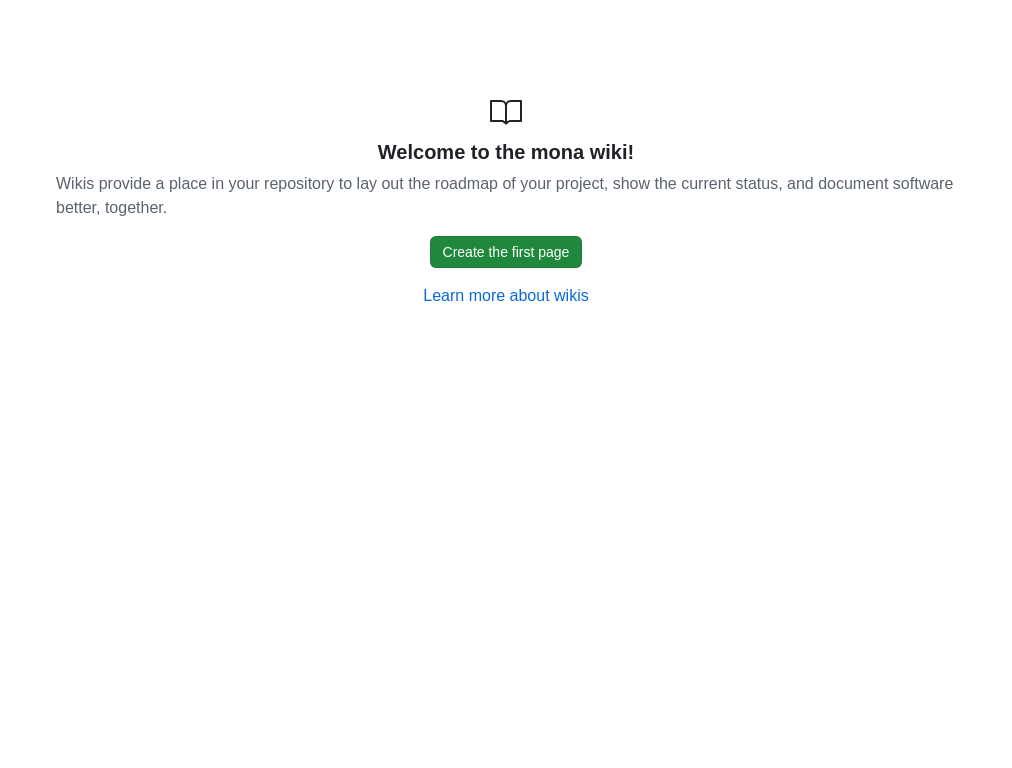 Welcome to the mona wiki!
Wikis provide a place in your repository to lay out the roadmap of your project, show the current status, and document software
better, together.
Create the first page
Learn more about wikis